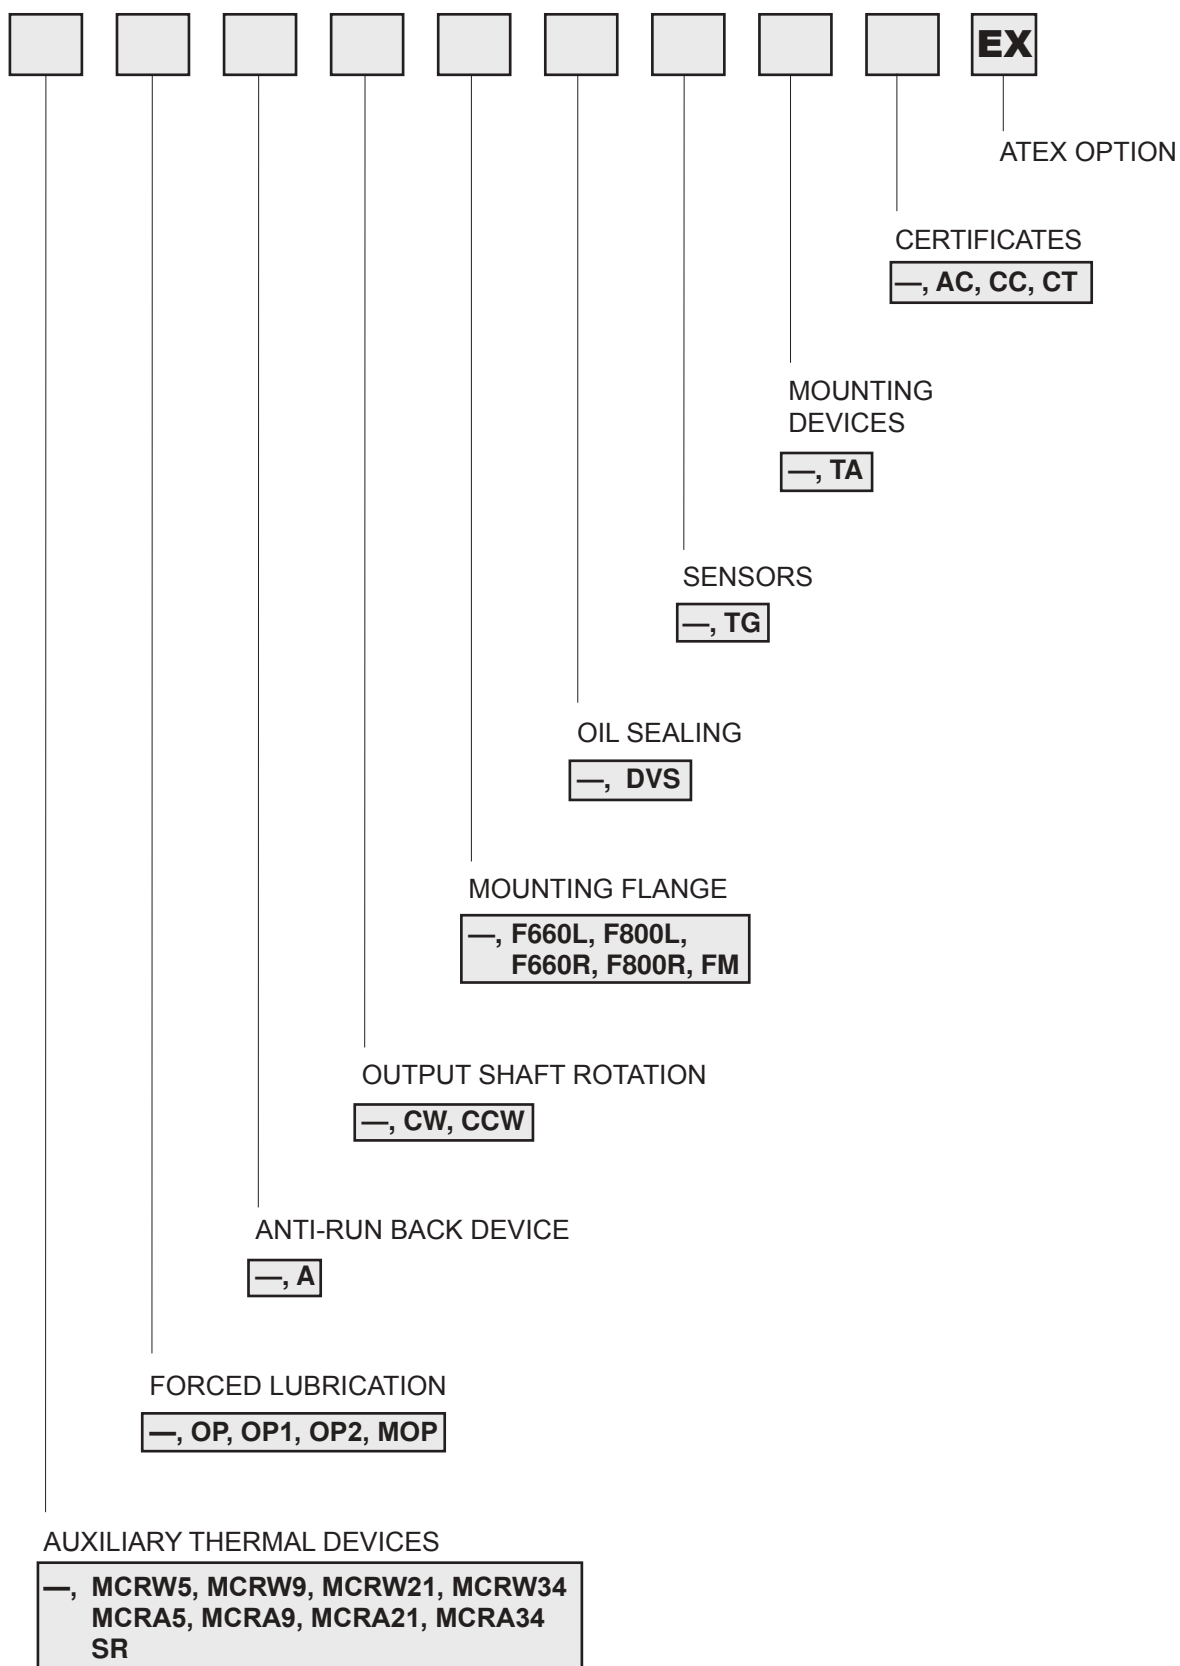 EX
ATEX OPTION
CERTIFICATES
—, AC, CC, CT
MOUNTING
DEVICES
—, TA
SENSORS
—, TG
OIL SEALING
—, DVS
MOUNTING FLANGE
—, F660L, F800L,
F660R, F800R, FM
OUTPUT SHAFT ROTATION
—, CW, CCW
ANTI-RUN BACK DEVICE
—, A
FORCED LUBRICATION
—, OP, OP1, OP2, MOP
AUXILIARY THERMAL DEVICES
—, MCRW5, MCRW9, MCRW21, MCRW34
MCRA5, MCRA9, MCRA21, MCRA34
SR